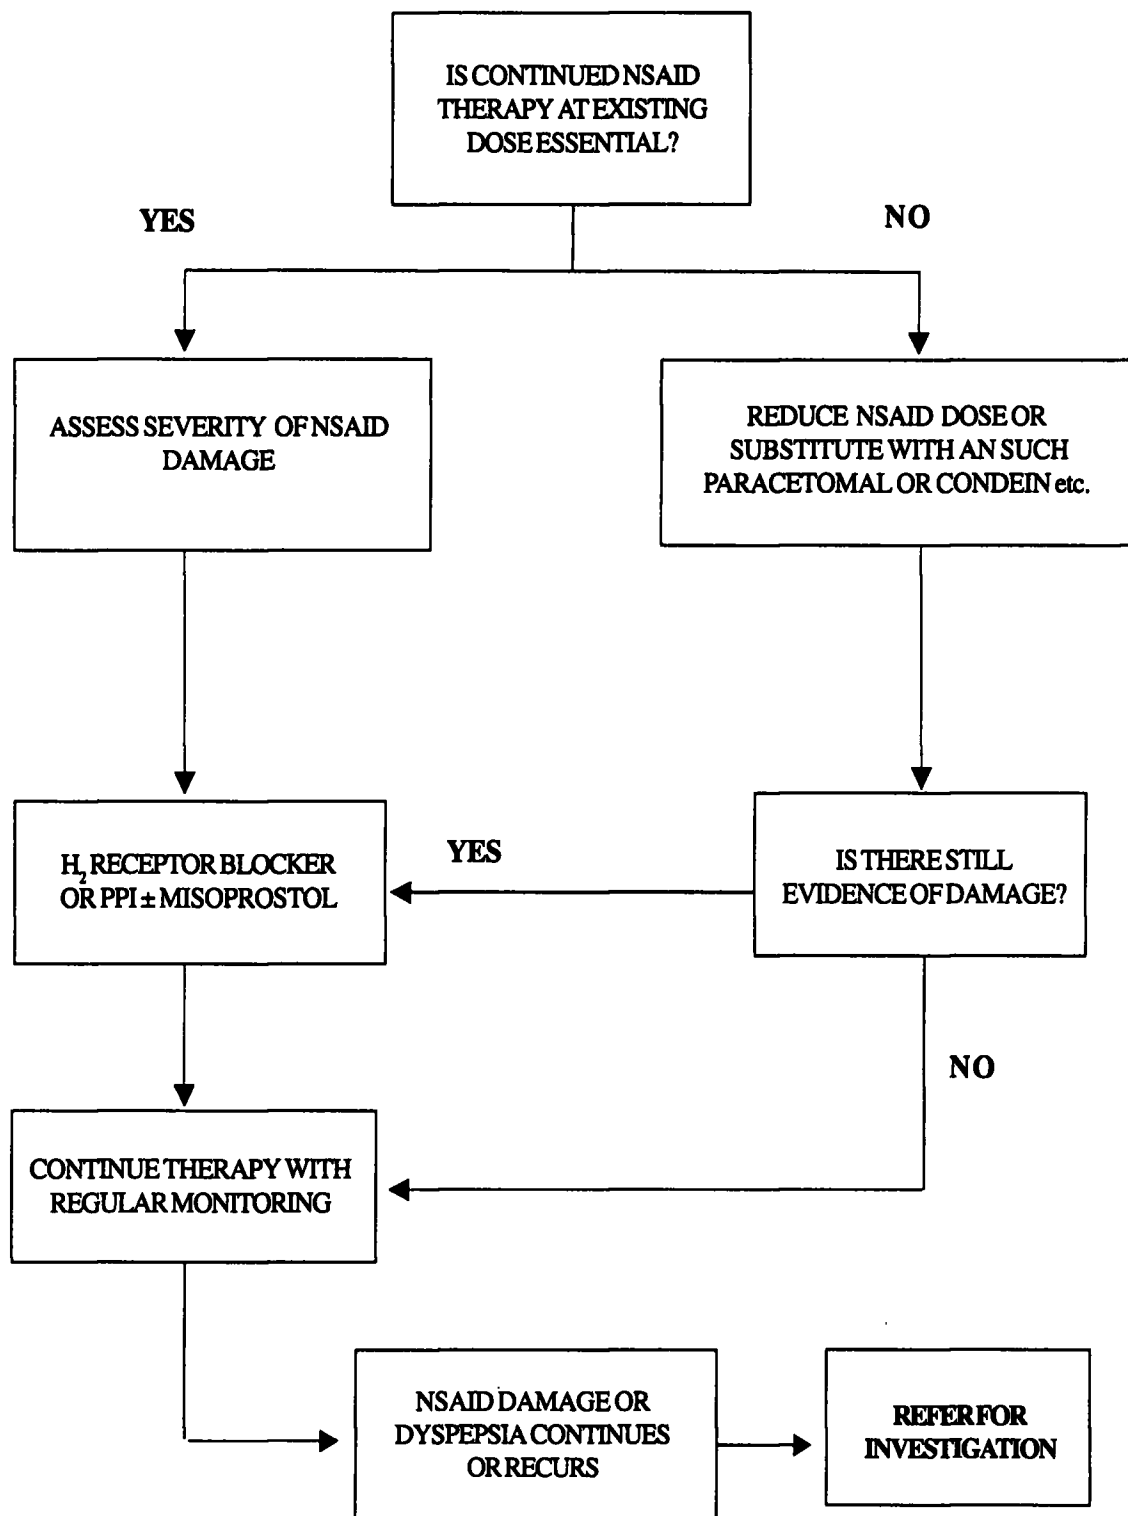 IS CONTINUED NSAID
THERAPY AT EXISTING
DOSE ESSENTIAL?
YES
NO
ASSESS SEVERITY OF NSAID
DAMAGE
REDUCE NSAID DOSE OR
SUBSTITUTE WITH AN SUCH
PARACETOMAL OR CONDEIN etc.
H₂ RECEPTOR BLOCKER
OR PPI ± MISOPROSTOL
YES
IS THERE STILL
EVIDENCE OF DAMAGE?
NO
CONTINUE THERAPY WITH
REGULAR MONITORING
NSAID DAMAGE OR
DYSPEPSIA CONTINUES
OR RECURS
REFER FOR
INVESTIGATION